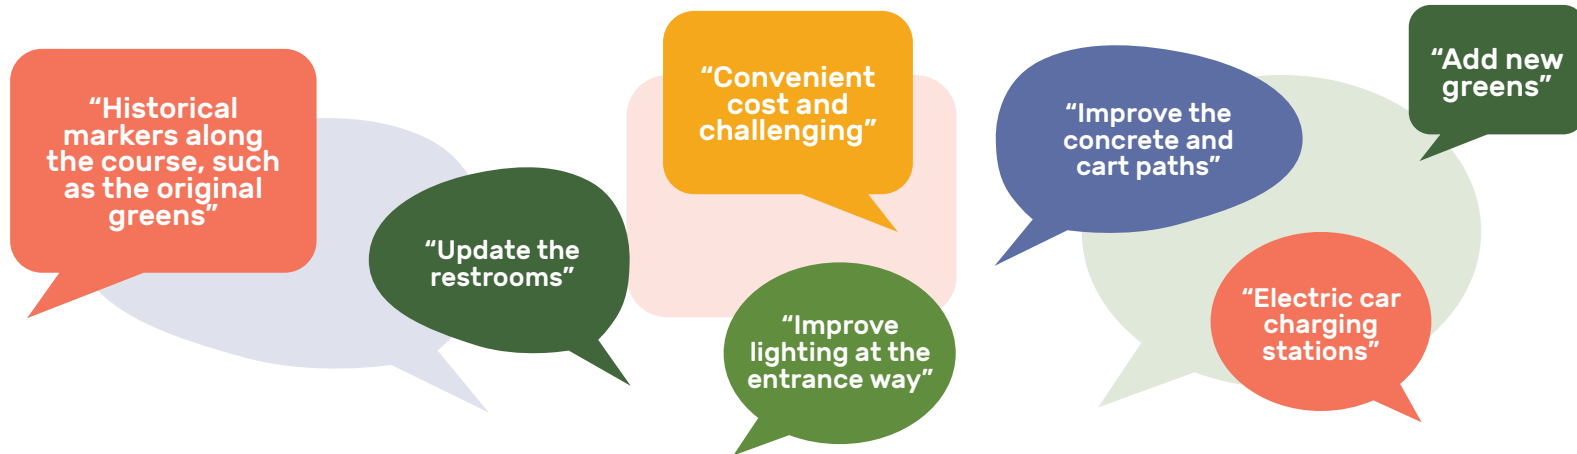 “Historical
markers along
the course, such
as the original
greens”
“Update the
restrooms”
“Convenient
cost and
challenging”
“Improve
lighting at the
entrance way”
“Improve the
concrete and
cart paths”
“Electric car
charging
stations”
“Add new
greens”